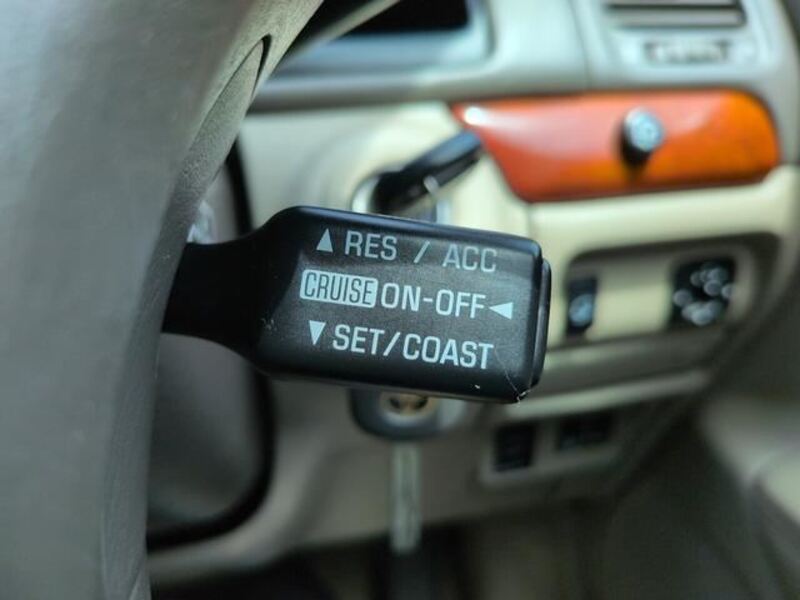 ▲ RES / ACC
CRUISE ON-OFF ◀
▼ SET/COAST